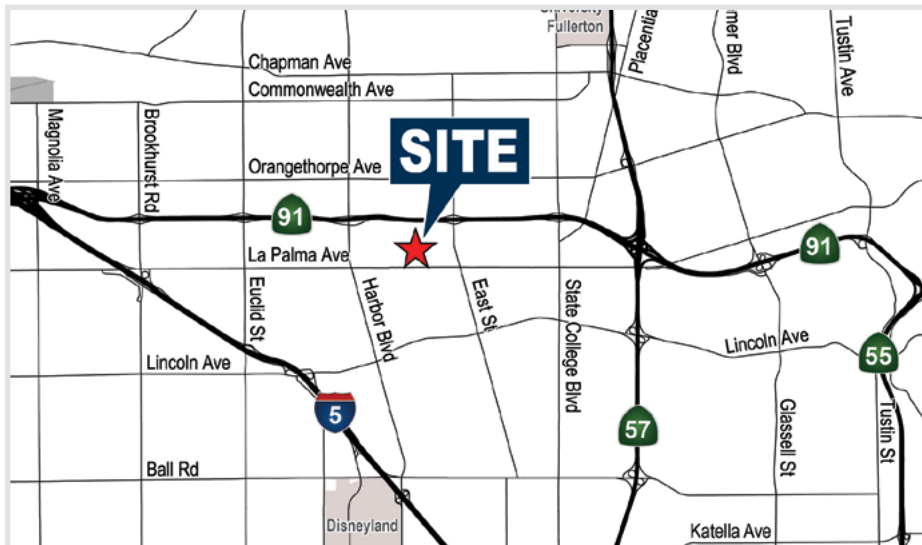 University
Fullerton
Placentia
Tustin Ave
Chapman Ave
Commonwealth Ave
Magnolia Ave
Brookhurst Rd
SITE
Orangethorpe Ave
91
91
La Palma Ave
Euclid St
Harbor Blvd
East St
State College Blvd
Lincoln Ave
Lincoln Ave
55
5
57
Glassell St
Tustin St
Ball Rd
Disneyland
Katella Ave